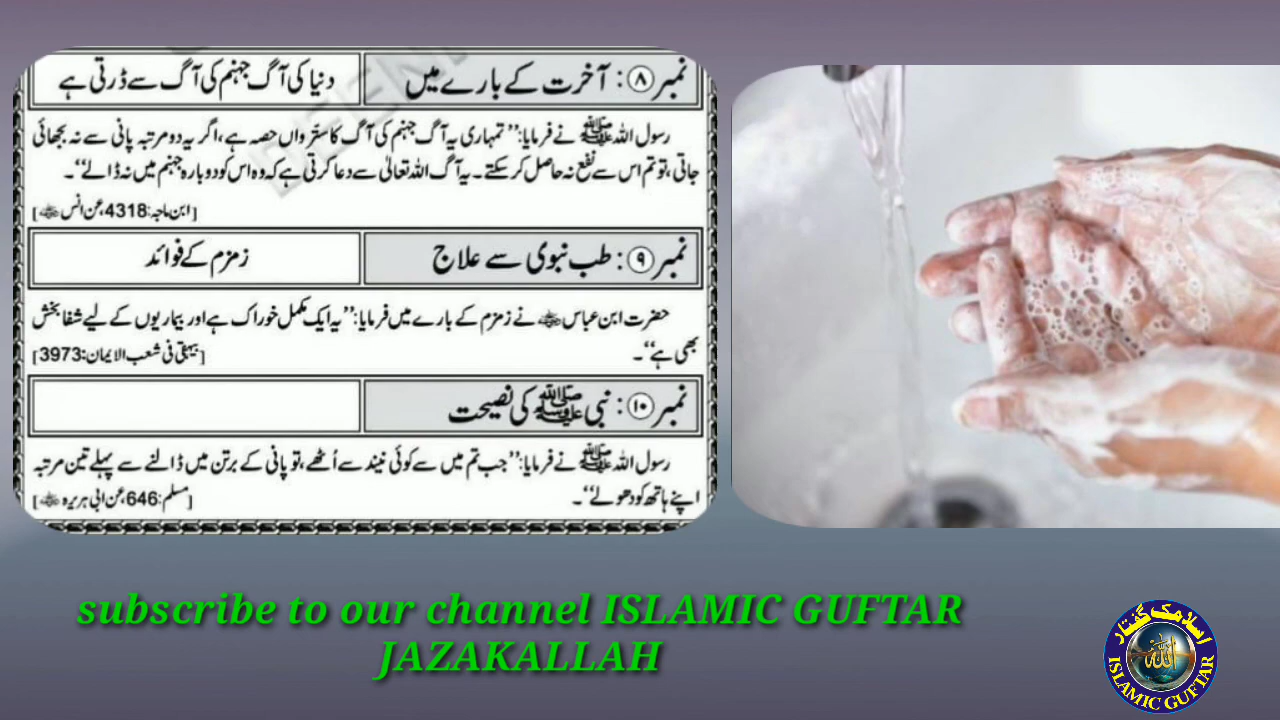 نمبر ۸: آخرت کے بارے میں
دنیا کی آگ جہنم کی آگ سے ڈرتی ہے
رسول اللہ ﷺ نے فرمایا: ”تمہاری یہ آگ جہنم کی آگ کا ستّر واں حصہ ہے، اگر یہ دو مرتبہ پانی سے نہ بجھائی
جاتی، تو تم اس سے نفع نہ حاصل کر سکتے۔ یہ آگ اللہ تعالیٰ سے دعا کرتی ہے کہ وہ اس کو دوبارہ جہنم میں نہ ڈالے“۔
[ابن ماجہ: 4318، عن انس ؓ]
نمبر ۹: طب نبوی سے علاج
زمزم کے فوائد
حضرت ابن عباس ؓ نے زمزم کے بارے میں فرمایا: ”یہ ایک مکمل خوراک ہے اور بیماریوں کے لیے شفا بخش
بھی ہے“۔
[بیہقی فی شعب الایمان: 3973]
نمبر ۱۰: نبی ﷺ کی نصیحت
رسول اللہ ﷺ نے فرمایا: ”جب تم میں سے کوئی نیند سے اُٹھے، تو پانی کے برتن میں ڈالنے سے پہلے تین مرتبہ
اپنے ہاتھ کو دھولے“۔
[مسلم: 646، عن ابی ہریرہ ؓ]
subscribe to our channel ISLAMIC GUFTAR
JAZAKALLAH
اسلامک گفتار
اللہ
ISLAMIC GUFTAR